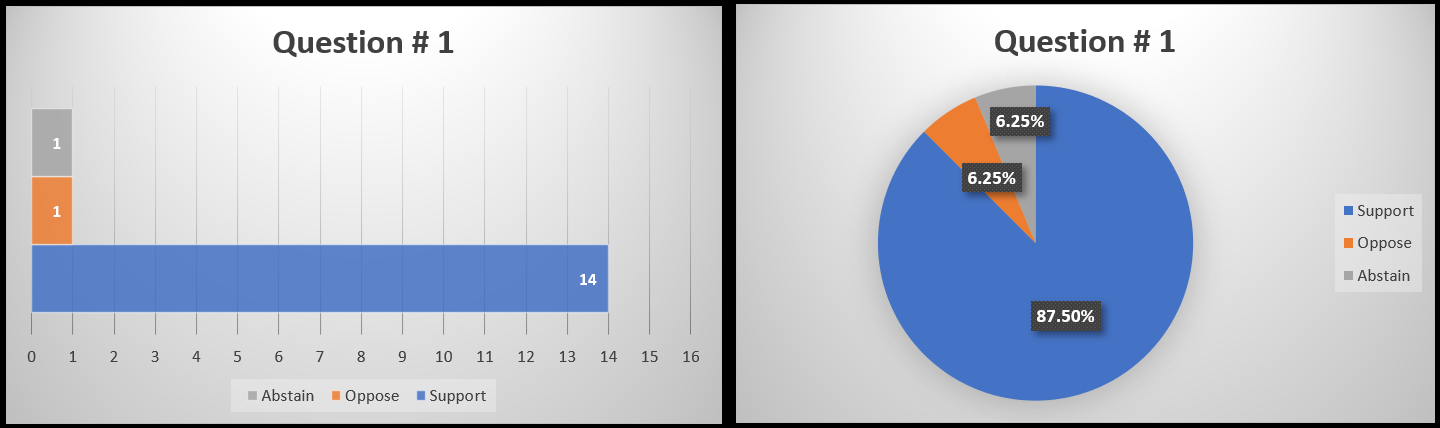 Question # 1
1
1
14
0 1 2 3 4 5 6 7 8 9 10 11 12 13 14 15 16
Abstain Oppose Support
Question # 1
6.25%
6.25%
87.50%
Support
Oppose
Abstain